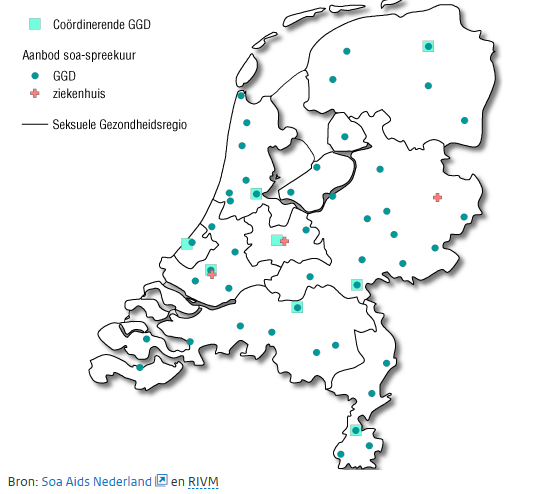 Coördinerende GGD
Aanbod soa-spreekuur
GGD
ziekenhuis
Seksuele Gezondheidsregio
Bron: Soa Aids Nederland en RIVM